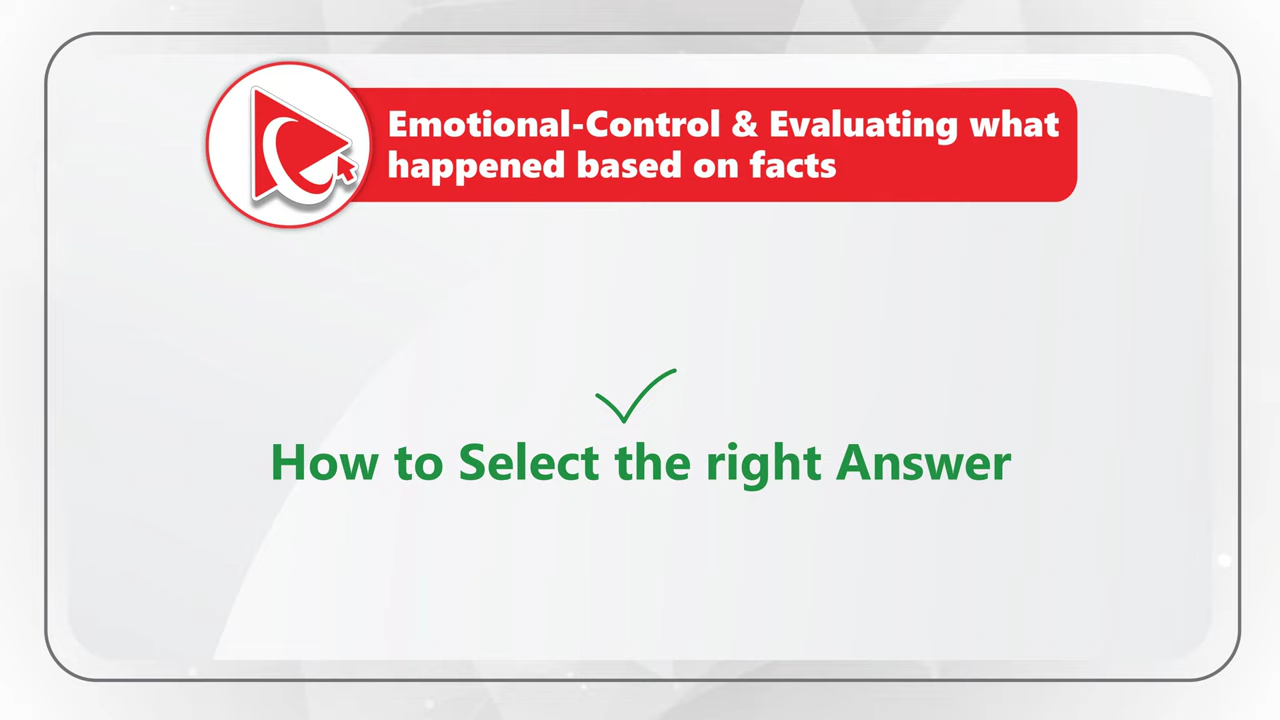 Emotional-Control & Evaluating what
happened based on facts
How to Select the right Answer